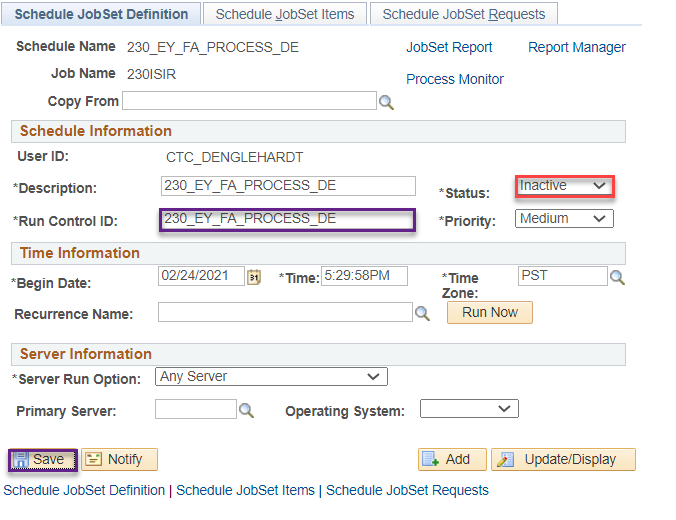 Schedule JobSet Definition Schedule JobSet Items Schedule JobSet Requests
Schedule Name 230_EY_FA_PROCESS_DE JobSet Report Report Manager
Job Name 230ISIR Process Monitor
Copy From
Schedule Information
User ID: CTC_DENGLEHARDT
*Description: 230_EY_FA_PROCESS_DE *Status: Inactive
*Run Control ID: 230_EY_FA_PROCESS_DE *Priority: Medium
Time Information
*Begin Date: 02/24/2021 31 *Time: 5:29:58PM *Time Zone: PST
Recurrence Name: Run Now
Server Information
*Server Run Option: Any Server
Primary Server: Operating System:
Save Notify Add Update/Display
Schedule JobSet Definition | Schedule JobSet Items | Schedule JobSet Requests